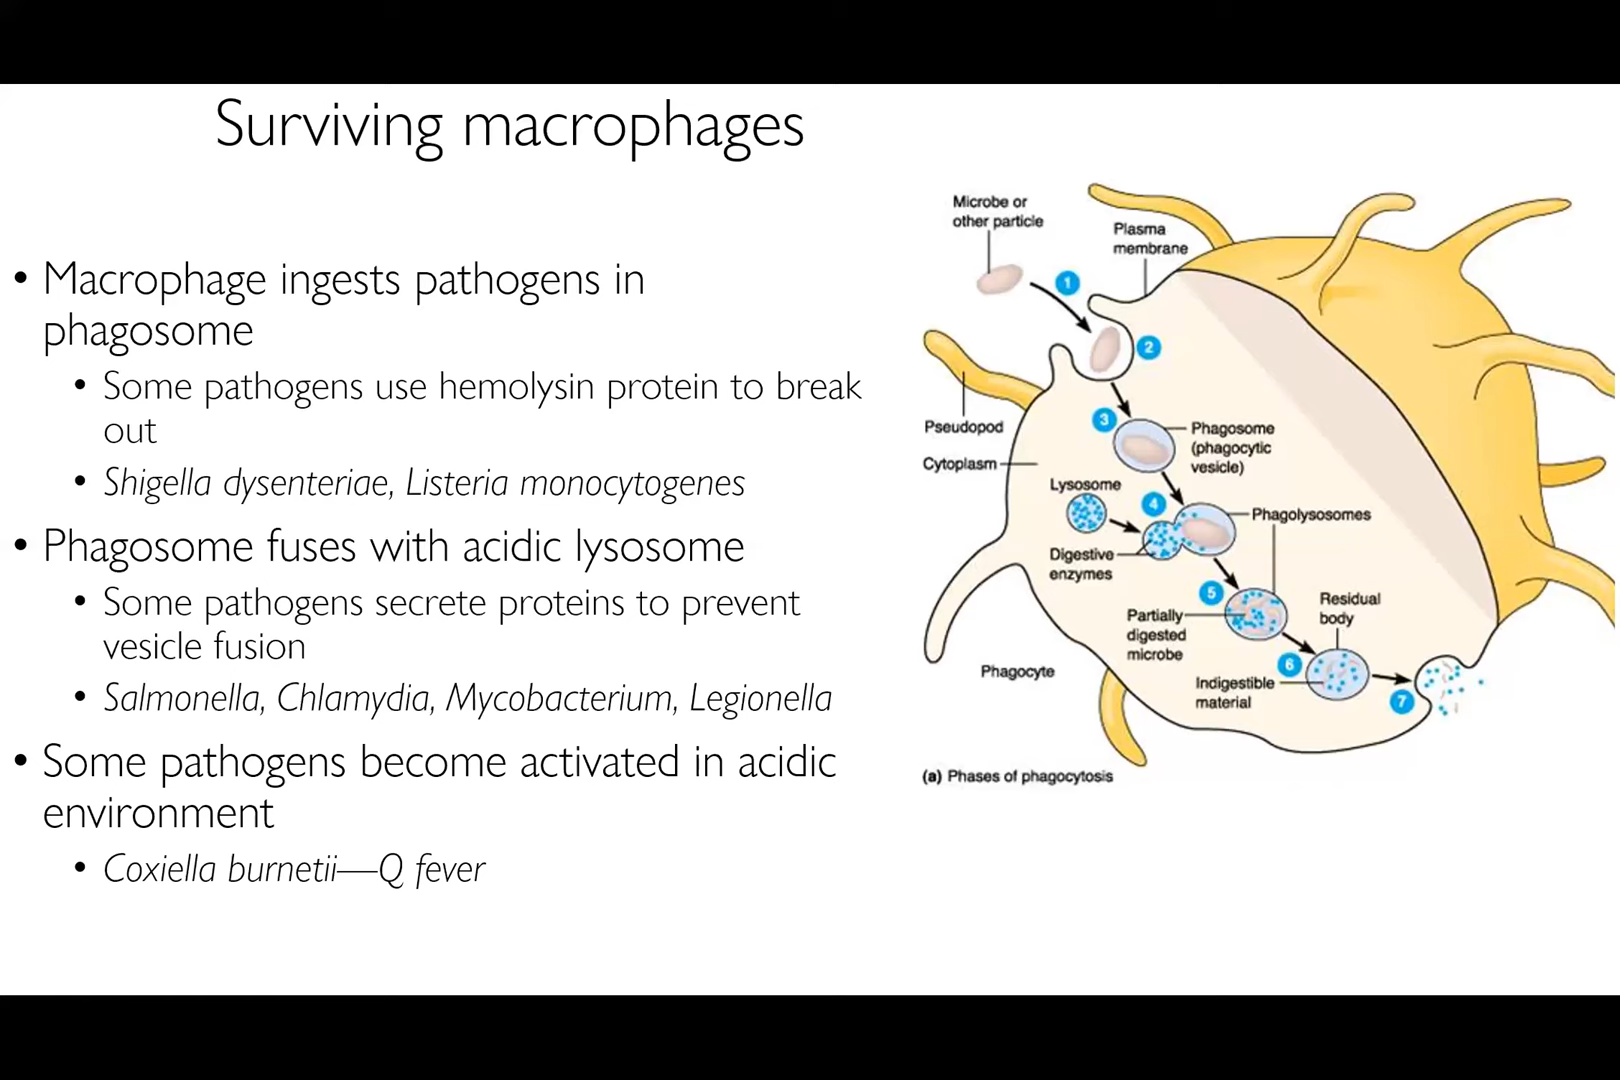 Surviving macrophages
• Macrophage ingests pathogens in
phagosome
• Some pathogens use hemolysin protein to break
out
• Shigella dysenteriae, Listeria monocytogenes
• Phagosome fuses with acidic lysosome
• Some pathogens secrete proteins to prevent
vesicle fusion
• Salmonella, Chlamydia, Mycobacterium, Legionella
• Some pathogens become activated in acidic
environment
• Coxiella burnetii—Q fever
Microbe or
other particle
Plasma
membrane
1
2
3
Pseudopod
Phagosome
(phagocytic
vesicle)
Cytoplasm
Lysosome
4
Phagolysosomes
Digestive
enzymes
5
Partially
digested
microbe
Residual
body
6
Phagocyte
Indigestible
material
7
(a) Phases of phagocytosis